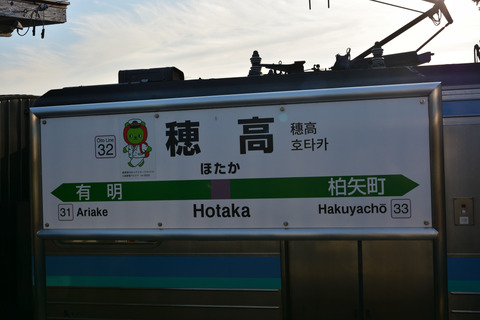 Ōito Line
32
穂高
穂高
호타카
ほたか
有明
柏矢町
31 Ariake
Hotaka
Hakuyachō 33